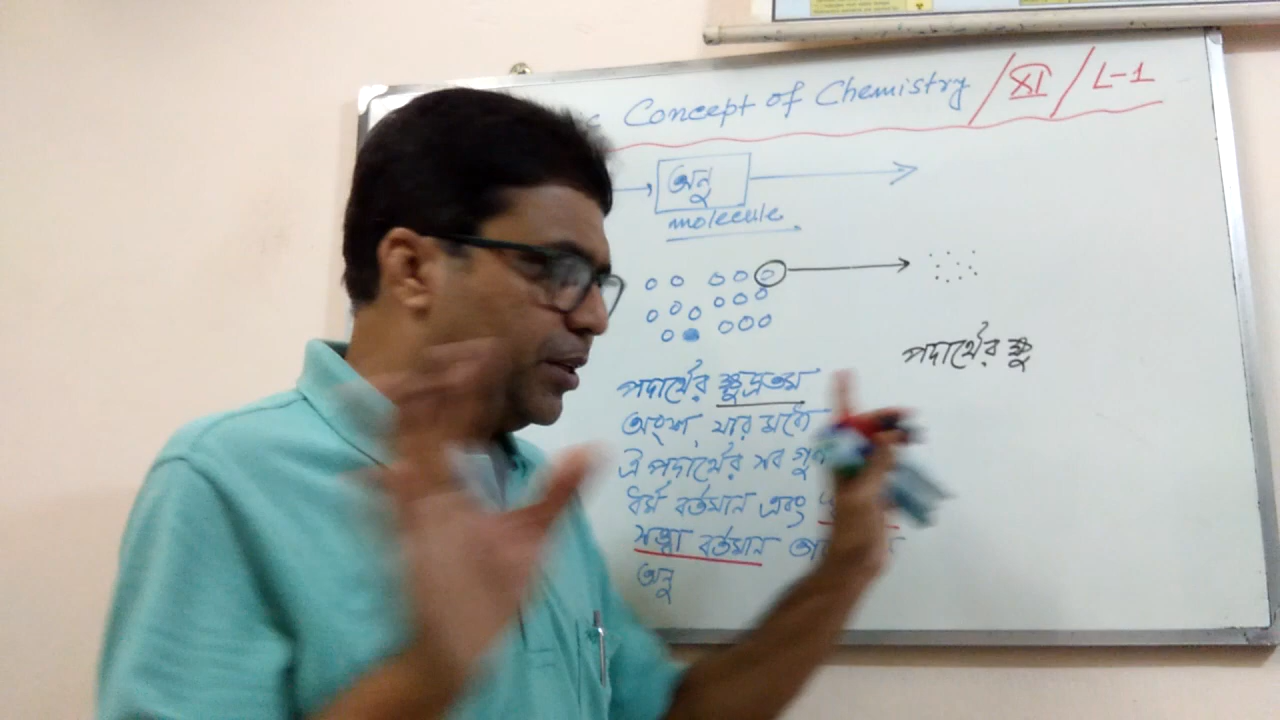 Concept of Chemistry / XI / L-1
অনু
molecule
পদার্থের ক্ষু
পদার্থের ক্ষুদ্রতম
অংশ, যার মধ্যে
ঐ পদার্থের সব গুন
ধর্ম বর্তমান এবং
সত্ত্বা বর্তমান
অনু